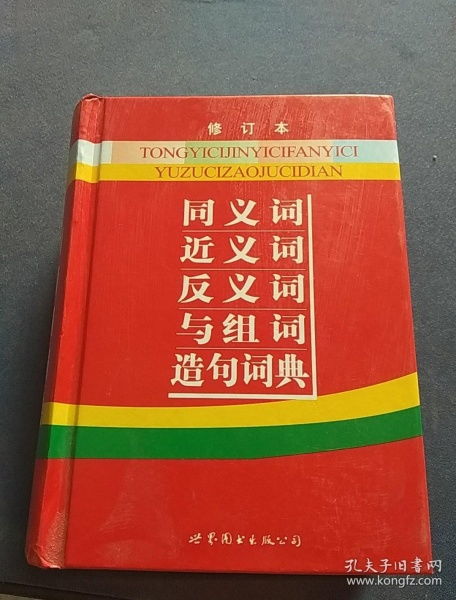 修订本
TONGYICIJINYICIFANYICI
YUZUCIZAOJUCIDIAN
同义词
近义词
反义词
与组词
造句词典
世界图书出版公司
孔夫子旧书网
www.kongfz.com